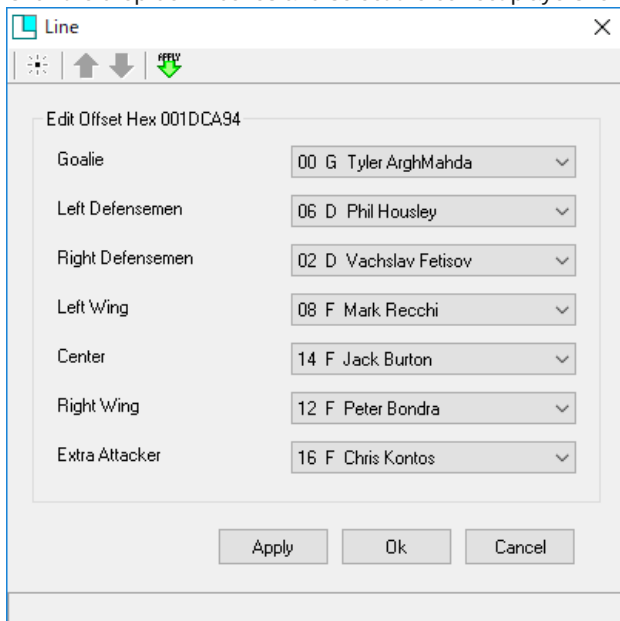 Line
APPLY
Edit Offset Hex 001DCA94
Goalie 00 G Tyler ArghMahda
Left Defensemen 06 D Phil Housley
Right Defensemen 02 D Vachslav Fetisov
Left Wing 08 F Mark Recchi
Center 14 F Jack Burton
Right Wing 12 F Peter Bondra
Extra Attacker 16 F Chris Kontos
Apply Ok Cancel